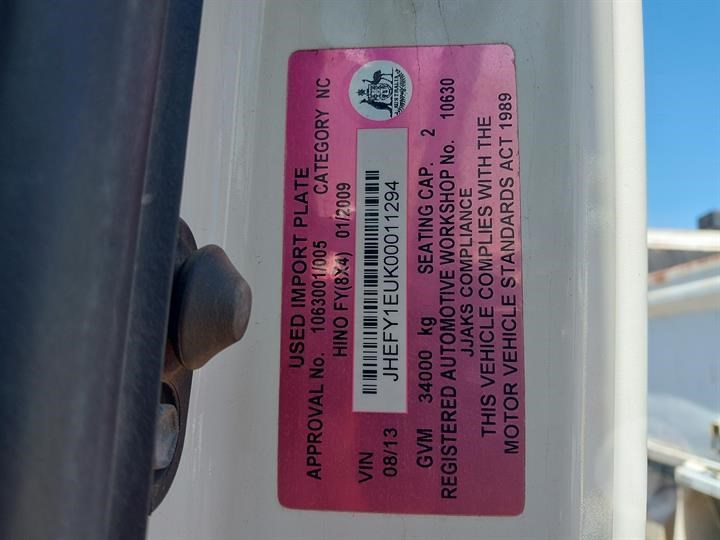 USED IMPORT PLATE
APPROVAL No. 1063001/005 CATEGORY NC
HINO FY(8X4) 01/2009
VIN JHEFY1EUK00011294
08/13
GVM 34000 kg SEATING CAP. 2
REGISTERED AUTOMOTIVE WORKSHOP No. 10630
JJAKS COMPLIANCE
THIS VEHICLE COMPLIES WITH THE
MOTOR VEHICLE STANDARDS ACT 1989
AUSTRALIA